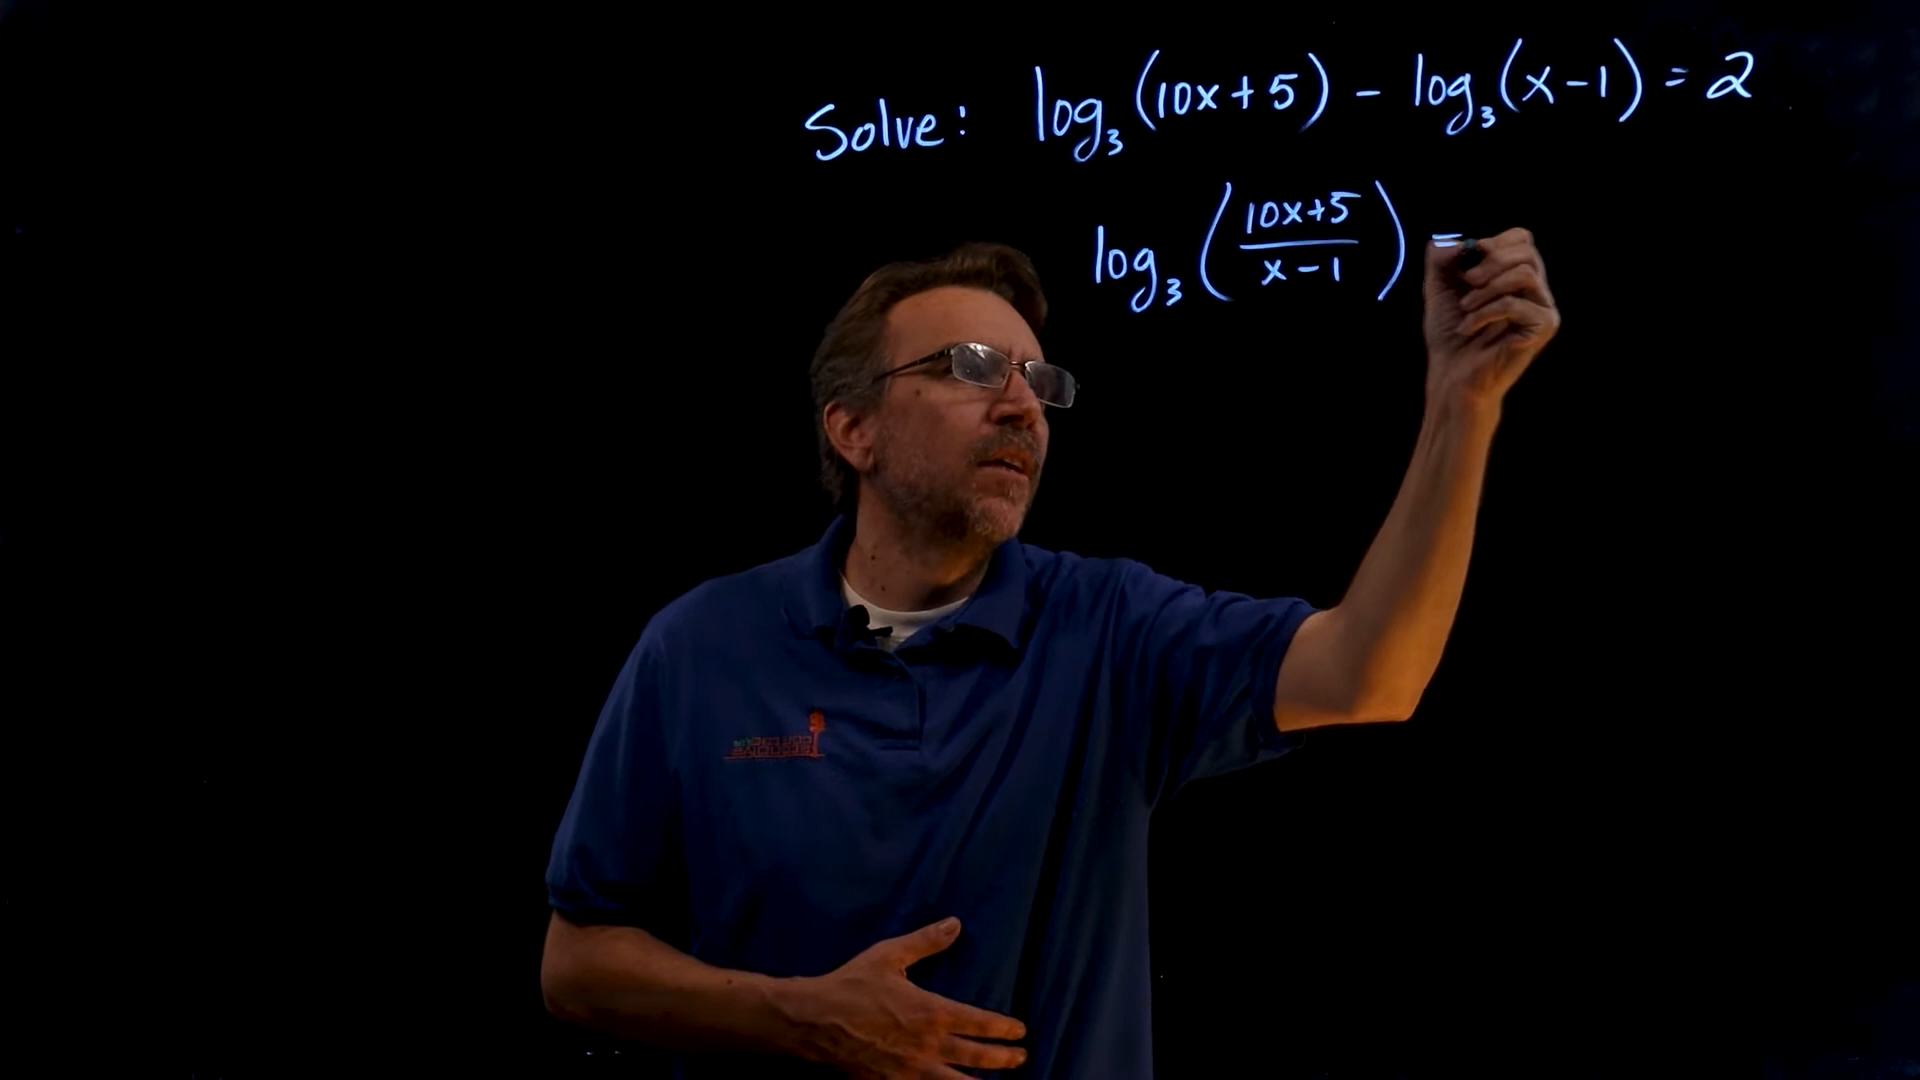 Solve: log₃(10x+5) - log₃(x-1) = 2
log₃((10x+5)/(x-1)) =